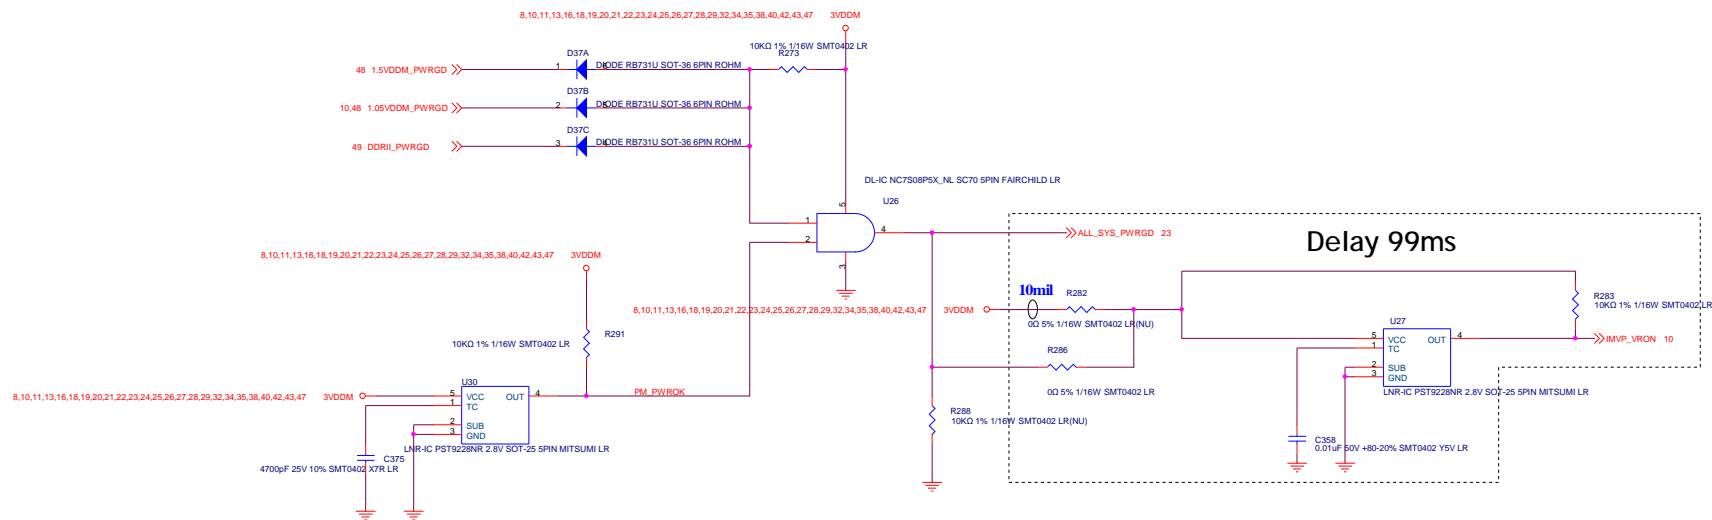 8,10,11,13,16,18,19,20,21,22,23,24,25,26,27,28,29,32,34,35,38,40,42,43,47 3VDDM
10KΩ 1% 1/16W SMT0402 LR
R273
D37A
48 1.5VDDM_PWRGD 1 6 DIODE RB731U SOT-36 6PIN ROHM
D37B
10,48 1.05VDDM_PWRGD 2 5 DIODE RB731U SOT-36 6PIN ROHM
D37C
49 DDRII_PWRGD 3 4 DIODE RB731U SOT-36 6PIN ROHM
DL-IC NC7S08P5X_NL SC70 5PIN FAIRCHILD LR
U26
5
1
2
4
3
ALL_SYS_PWRGD 23
Delay 99ms
8,10,11,13,16,18,19,20,21,22,23,24,25,26,27,28,29,32,34,35,38,40,42,43,47 3VDDM
10mil
R282
8,10,11,13,16,18,19,20,21,22,23,24,25,26,27,28,29,32,34,35,38,40,42,43,47 3VDDM
0Ω 5% 1/16W SMT0402 LR(NU)
R283
10KΩ 1% 1/16W SMT0402 LR
U27
5 VCC OUT 4
1 TC
2 SUB
3 GND
IMVP_VRON 10
LNR-IC PST9228NR 2.8V SOT-25 5PIN MITSUMI LR
R291
10KΩ 1% 1/16W SMT0402 LR
R286
0Ω 5% 1/16W SMT0402 LR
U30
8,10,11,13,16,18,19,20,21,22,23,24,25,26,27,28,29,32,34,35,38,40,42,43,47 3VDDM
5 VCC OUT 4
1 TC
2 SUB
3 GND
PM_PWROK
LNR-IC PST9228NR 2.8V SOT-25 5PIN MITSUMI LR
R288
10KΩ 1% 1/16W SMT0402 LR(NU)
C358
0.01uF 50V +80-20% SMT0402 Y5V LR
C375
4700pF 25V 10% SMT0402 X7R LR